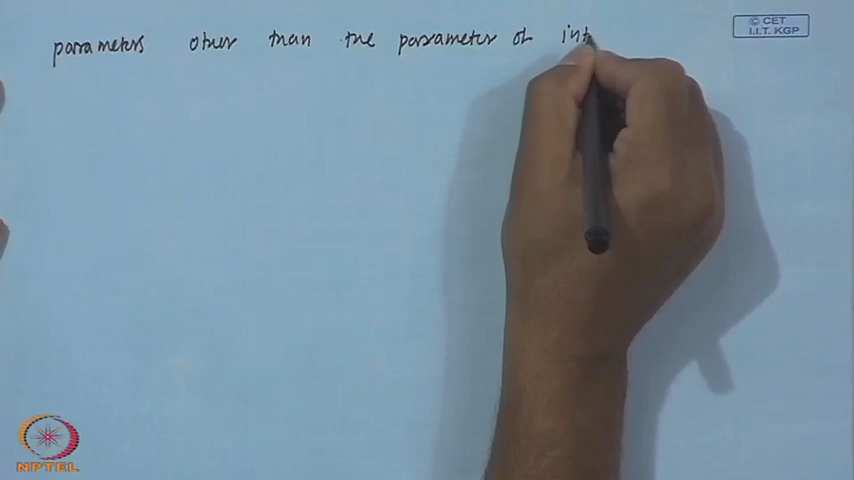 parameters other than the parameter of int
© CET
I.I.T. KGP
NPTEL